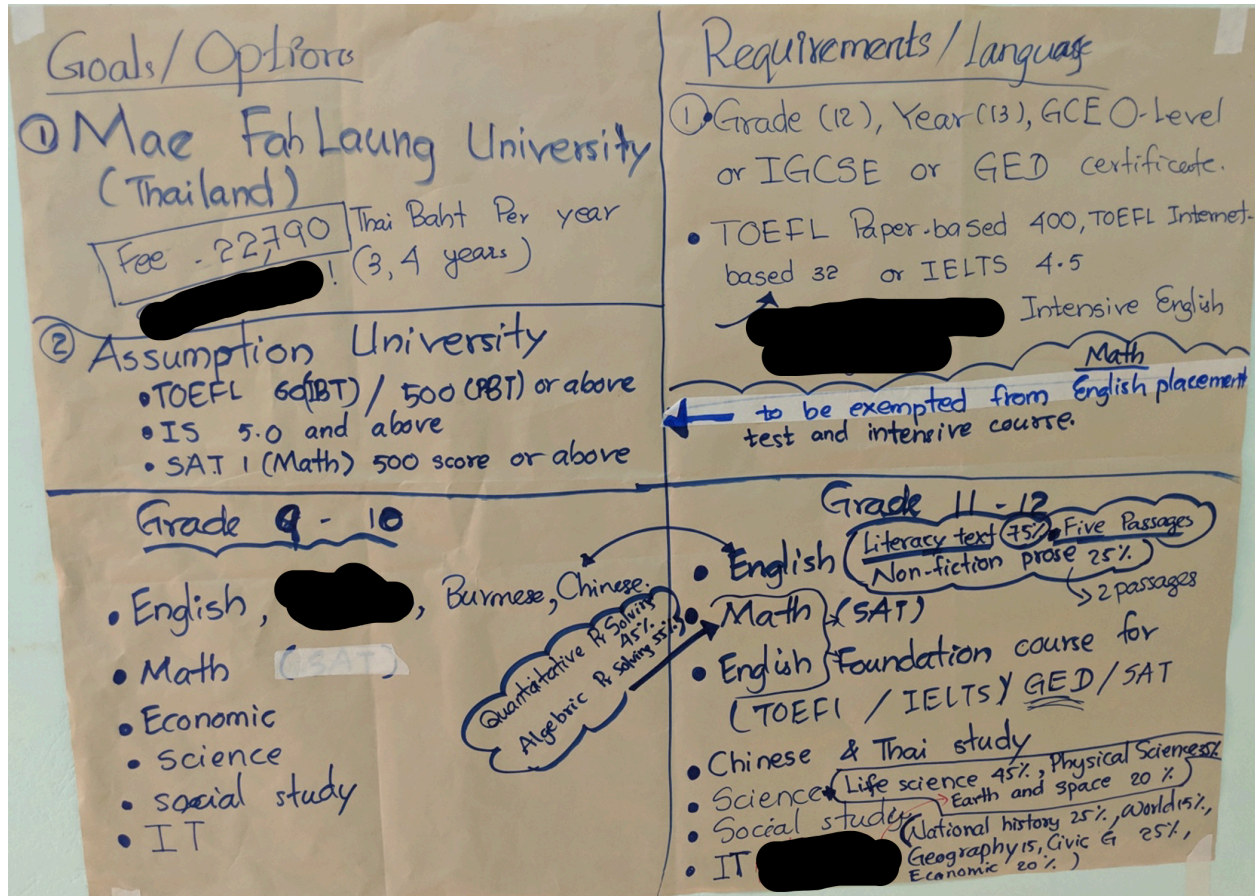 Goals/Options
① Mae Fah Laung University
(Thailand)
Fee - 22,790 Thai Baht Per year
! (3, 4 years)
② Assumption University
• TOEFL 60(IBT) / 500 (PBT) or above
• IS 5.0 and above
• SAT 1 (Math) 500 score or above
Requirements/Language
① • Grade (12), Year (13), GCE O-Level
or IGCSE or GED certificate.
• TOEFL Paper-based 400, TOEFL Internet-
based 32 or IELTS 4.5
Intensive English
Math
to be exempted from English placement
test and intensive course.
Grade 9 - 10
• English, , Burmese, Chinese.
• Math (SAT)
• Economic
• science
• social study
• IT
Quantatative Pr Solving
45%
Algebric Pr solving 55%
Grade 11 - 12
• English (Literacy text 75% Five Passages
Non-fiction prose 25%)
2 passages
• Math (SAT)
• English Foundation course for
(TOEFL / IELTS) GED / SAT
• Chinese & Thai study
• Science (Life science 45%, Physical Science 35%
Earth and space 20%)
• Social study (National history 25%, World 15%,
Geography 15, Civic G 25%,
Economic 20%)
• IT